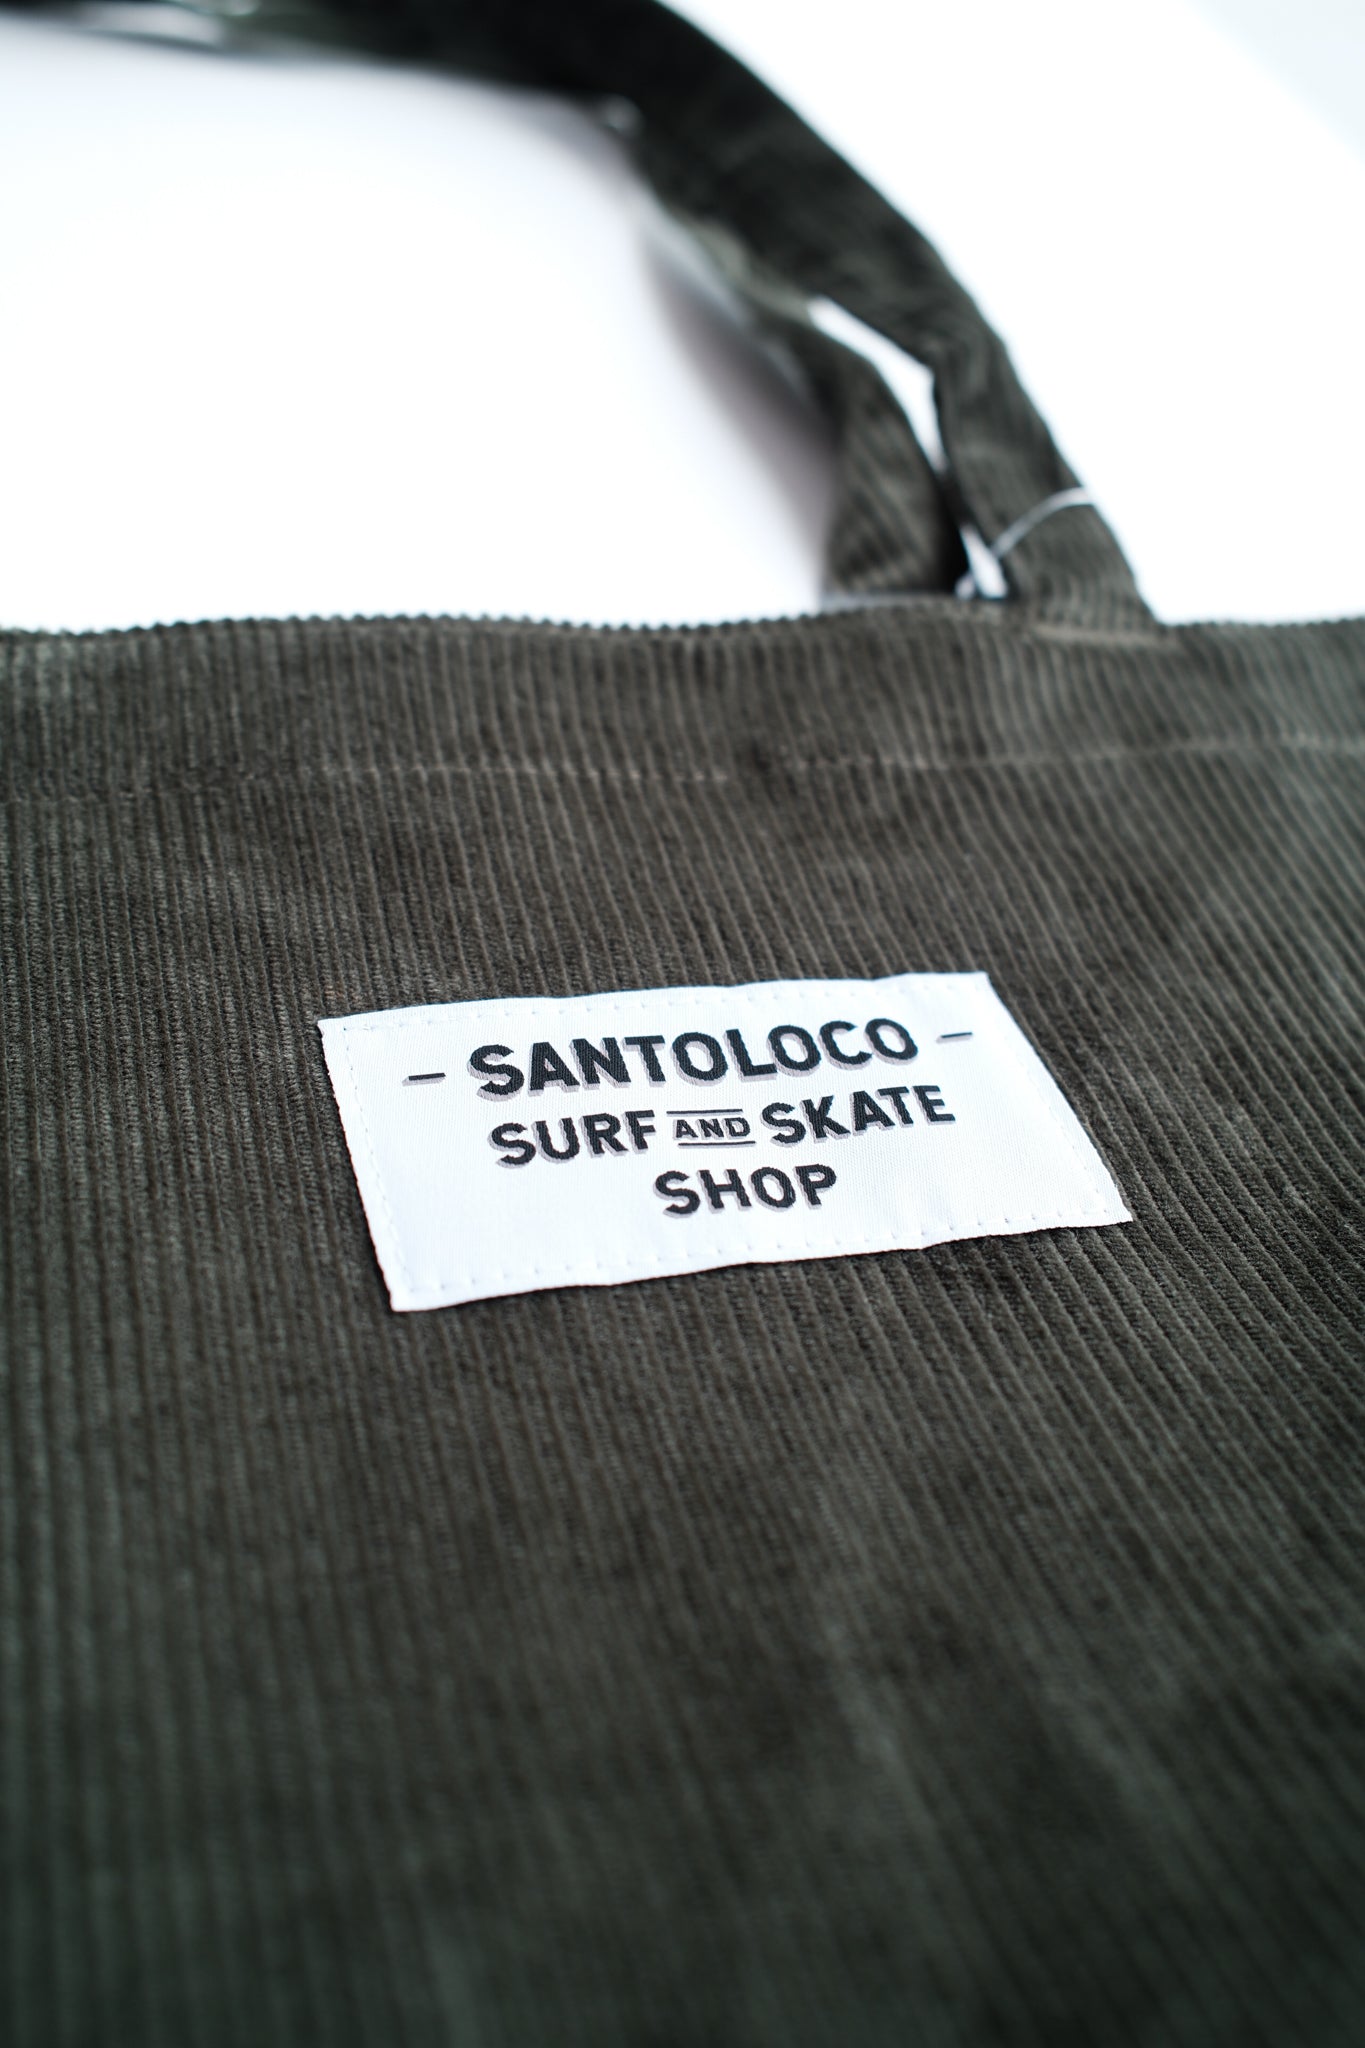 - SANTOLOCO -
SURF AND SKATE
SHOP